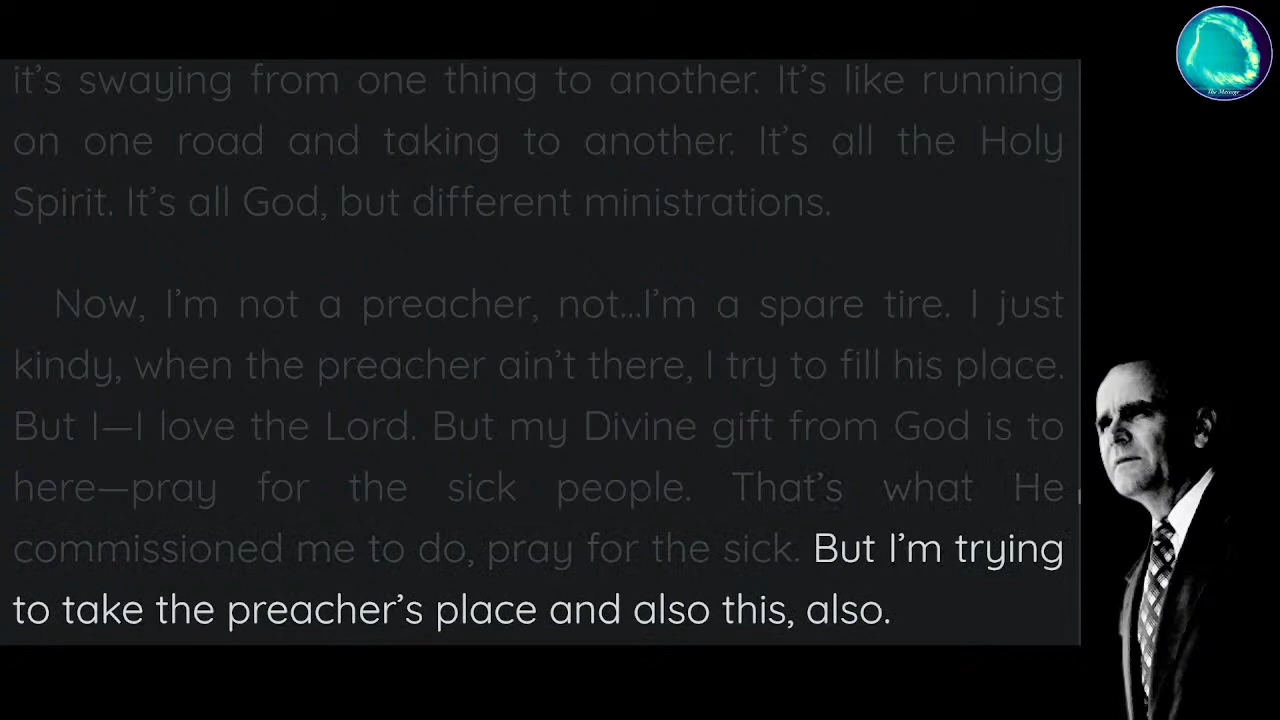 The Message
it's swaying from one thing to another. It's like running
on one road and taking to another. It's all the Holy
Spirit. It's all God, but different ministrations.
Now, I'm not a preacher, not...I'm a spare tire. I just
kindy, when the preacher ain't there, I try to fill his place.
But I—I love the Lord. But my Divine gift from God is to
here—pray for the sick people. That's what He
commissioned me to do, pray for the sick. But I'm trying
to take the preacher's place and also this, also.